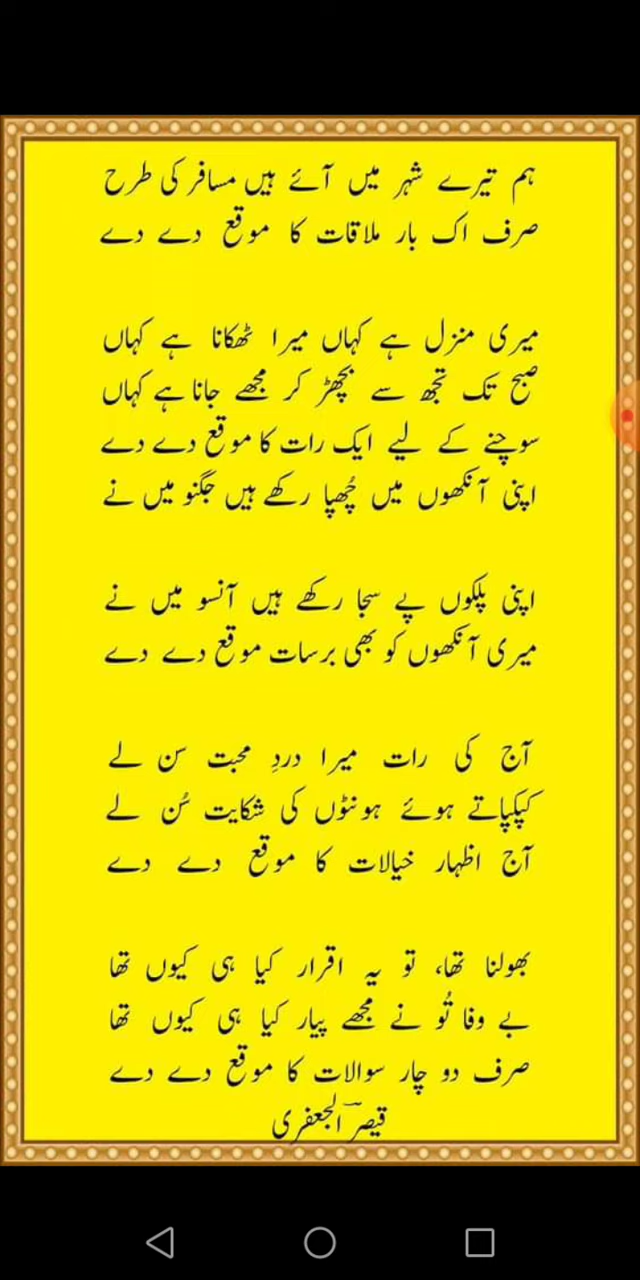 ہم تیرے شہر میں آئے ہیں مسافر کی طرح
صرف اک بار ملاقات کا موقع دے دے
میری منزل ہے کہاں میرا ٹھکانا ہے کہاں
صبح تک تجھ سے بچھڑ کر مجھے جانا ہے کہاں
سوچنے کے لیے ایک رات کا موقع دے دے
اپنی آنکھوں میں چُھپا رکھے ہیں جگنو میں نے
اپنی پلکوں پے سجا رکھے ہیں آنسو میں نے
میری آنکھوں کو بھی برسات موقع دے دے
آج کی رات میرا دردِ محبت سن لے
کپکپاتے ہوئے ہونٹوں کی شکایت سُن لے
آج اظہار خیالات کا موقع دے دے
بھولنا تھا، تو یہ اقرار کیا ہی کیوں تھا
بے وفا تُو نے مجھے پیار کیا ہی کیوں تھا
صرف دو چار سوالات کا موقع دے دے
قیصرؔ الجعفری